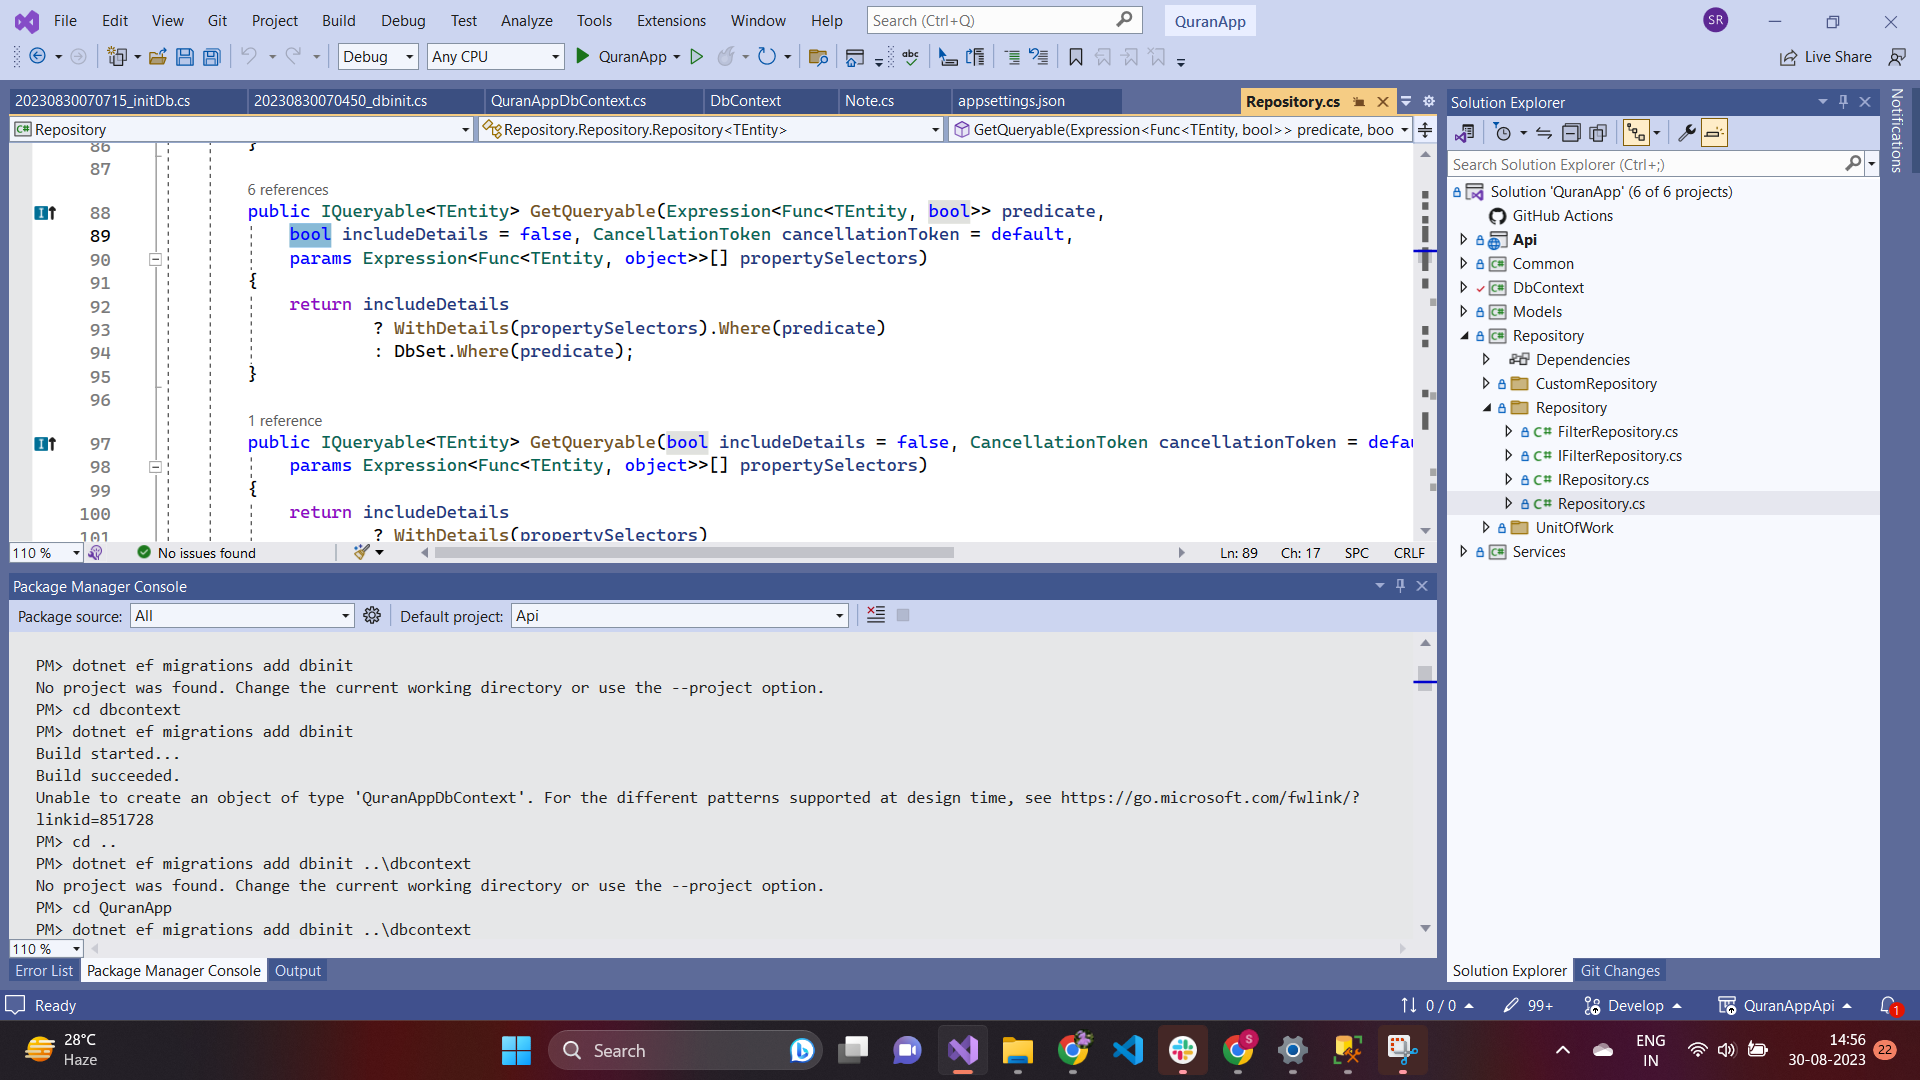 File Edit View Git Project Build Debug Test Analyze Tools Extensions Window Help Search (Ctrl+Q) QuranApp SR
Debug Any CPU QuranApp Live Share
20230830070715_initDb.cs 20230830070450_dbinit.cs QuranAppDbContext.cs DbContext Note.cs appsettings.json Repository.cs
Repository Repository.Repository.Repository<TEntity> GetQueryable(Expression<Func<TEntity, bool>> predicate, boo
86 }
87
6 references
88 public IQueryable<TEntity> GetQueryable(Expression<Func<TEntity, bool>> predicate,
89 bool includeDetails = false, CancellationToken cancellationToken = default,
90 params Expression<Func<TEntity, object>>[] propertySelectors)
91 {
92 return includeDetails
93 ? WithDetails(propertySelectors).Where(predicate)
94 : DbSet.Where(predicate);
95 }
96
1 reference
97 public IQueryable<TEntity> GetQueryable(bool includeDetails = false, CancellationToken cancellationToken = defau
98 params Expression<Func<TEntity, object>>[] propertySelectors)
99 {
100 return includeDetails
101 ? WithDetails(propertySelectors)
110 % No issues found Ln: 89 Ch: 17 SPC CRLF
Package Manager Console
Package source: All Default project: Api
PM> dotnet ef migrations add dbinit
No project was found. Change the current working directory or use the --project option.
PM> cd dbcontext
PM> dotnet ef migrations add dbinit
Build started...
Build succeeded.
Unable to create an object of type 'QuranAppDbContext'. For the different patterns supported at design time, see https://go.microsoft.com/fwlink/?
linkid=851728
PM> cd ..
PM> dotnet ef migrations add dbinit ..\dbcontext
No project was found. Change the current working directory or use the --project option.
PM> cd QuranApp
PM> dotnet ef migrations add dbinit ..\dbcontext
110 %
Error List Package Manager Console Output
Solution Explorer
Search Solution Explorer (Ctrl+;)
Solution 'QuranApp' (6 of 6 projects)
GitHub Actions
Api
C# Common
C# DbContext
C# Models
C# Repository
Dependencies
CustomRepository
Repository
C# FilterRepository.cs
C# IFilterRepository.cs
C# IRepository.cs
C# Repository.cs
UnitOfWork
C# Services
Solution Explorer Git Changes
Notifications
Ready 0 / 0 99+ Develop QuranAppApi 1
28°C
Haze
Search
S
ENG
IN
14:56
30-08-2023
22